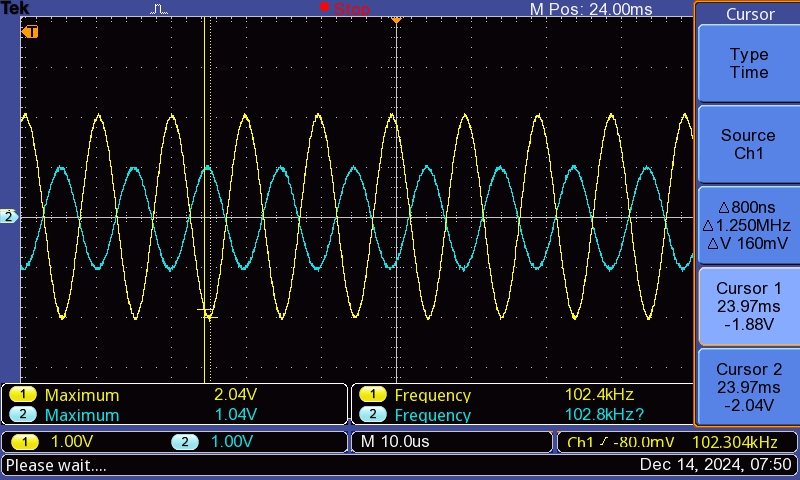 Tek Stop M Pos: 24.00ms
Cursor
T
Type
Time
Source
Ch1
2
△800ns
△1.250MHz
△V 160mV
Cursor 1
23.97ms
-1.88V
Cursor 2
23.97ms
-2.04V
1 Maximum 2.04V
2 Maximum 1.04V
1 Frequency 102.4kHz
2 Frequency 102.8kHz?
1 1.00V 2 1.00V M 10.0us Ch1 -80.0mV 102.304kHz
Please wait.... Dec 14, 2024, 07:50